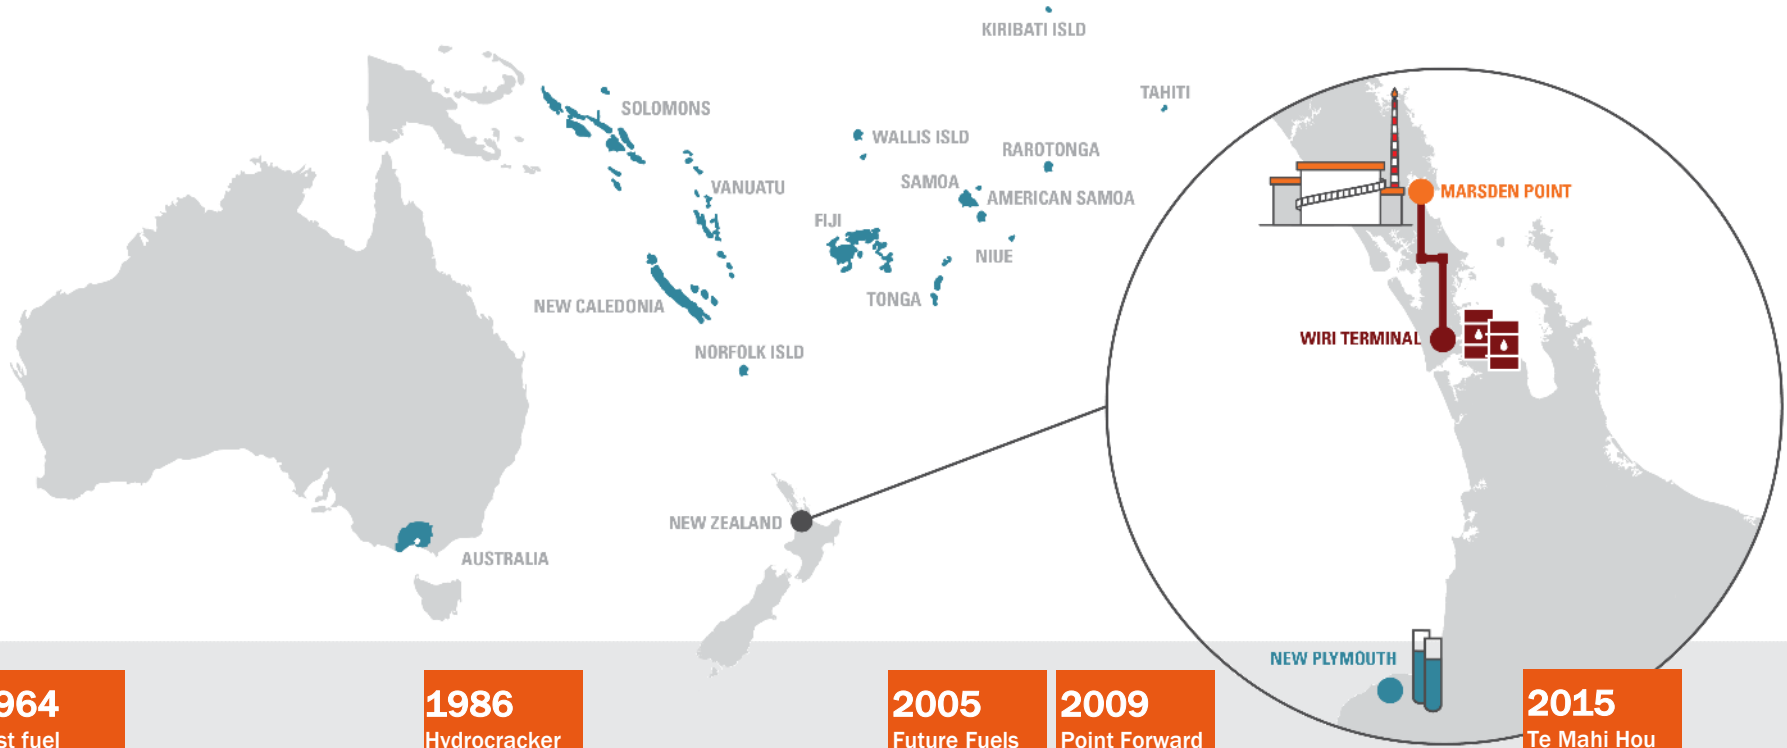 KIRIBATI ISLD
TAHITI
SOLOMONS
WALLIS ISLD
RAROTONGA
SAMOA
VANUATU
AMERICAN SAMOA
MARSDEN POINT
FIJI
NIUE
NEW CALEDONIA
TONGA
WIRI TERMINAL
NORFOLK ISLD
NEW ZEALAND
AUSTRALIA
NEW PLYMOUTH
964
st fuel
1986
Hydrocracker
2005
Future Fuels
2009
Point Forward
2015
Te Mahi Hou